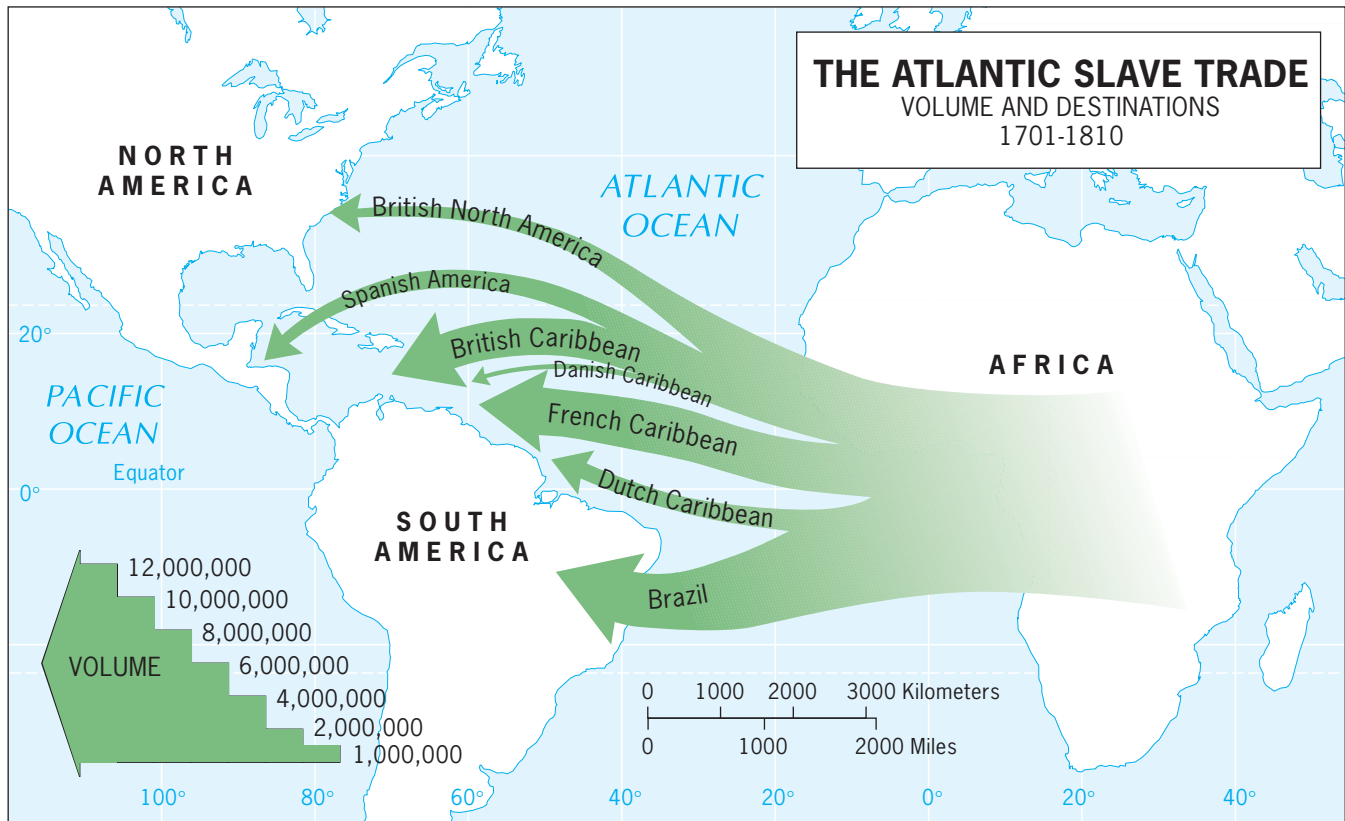 THE ATLANTIC SLAVE TRADE
VOLUME AND DESTINATIONS
1701-1810
NORTH
AMERICA
ATLANTIC
OCEAN
British North America
Spanish America
British Caribbean
Danish Caribbean
French Caribbean
Dutch Caribbean
Brazil
AFRICA
20°
PACIFIC
OCEAN
Equator
0°
SOUTH
AMERICA
VOLUME
12,000,000
10,000,000
8,000,000
6,000,000
4,000,000
2,000,000
1,000,000
0 1000 2000 3000 Kilometers
0 1000 2000 Miles
100° 80° 60° 40° 20° 0° 20° 40°